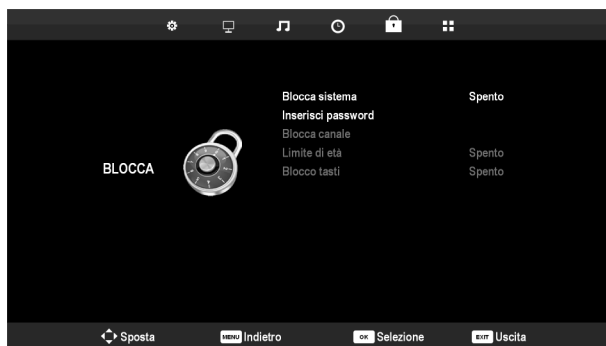 Blocca sistema Spento
Inserisci password
Blocca canale
Limite di età Spento
Blocco tasti Spento
BLOCCA
Sposta MENU Indietro OK Selezione EXIT Uscita